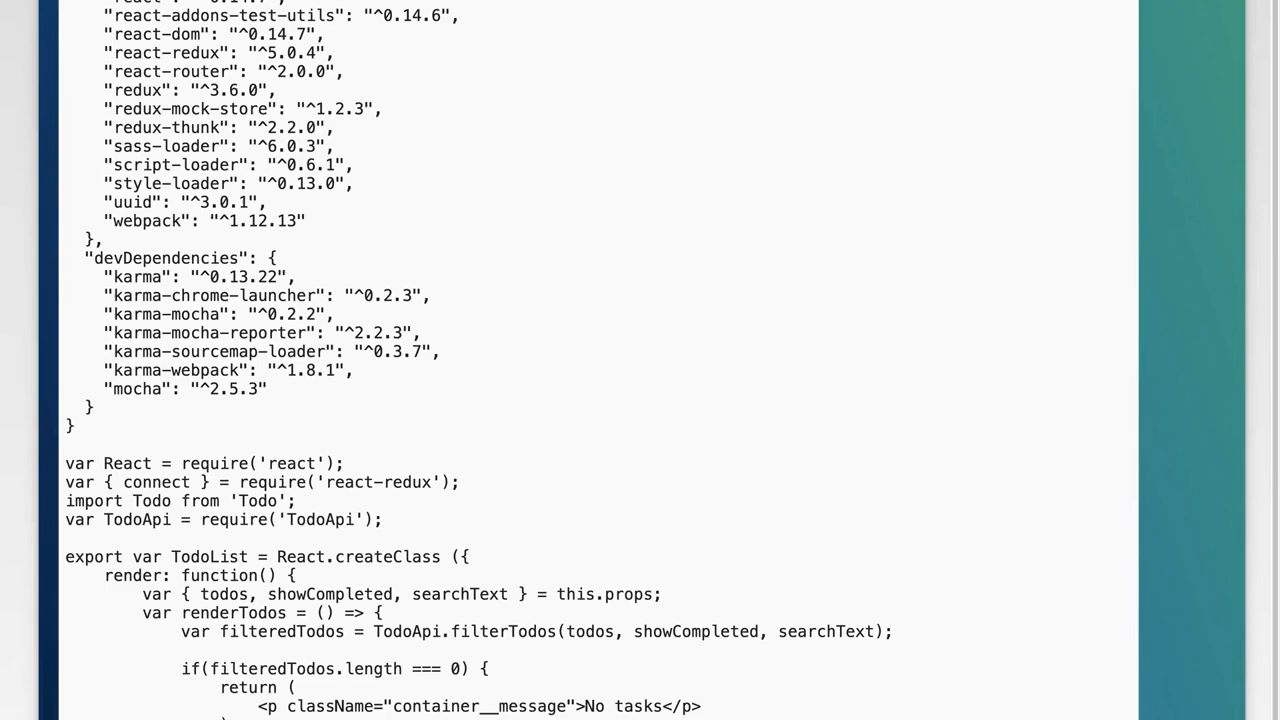 "react-addons-test-utils": "^0.14.6",
"react-dom": "^0.14.7",
"react-redux": "^5.0.4",
"react-router": "^2.0.0",
"redux": "^3.6.0",
"redux-mock-store": "^1.2.3",
"redux-thunk": "^2.2.0",
"sass-loader": "^6.0.3",
"script-loader": "^0.6.1",
"style-loader": "^0.13.0",
"uuid": "^3.0.1",
"webpack": "^1.12.13"
},
"devDependencies": {
"karma": "^0.13.22",
"karma-chrome-launcher": "^0.2.3",
"karma-mocha": "^0.2.2",
"karma-mocha-reporter": "^2.2.3",
"karma-sourcemap-loader": "^0.3.7",
"karma-webpack": "^1.8.1",
"mocha": "^2.5.3"
}
}
var React = require('react');
var { connect } = require('react-redux');
import Todo from 'Todo';
var TodoApi = require('TodoApi');
export var TodoList = React.createClass ({
render: function() {
var { todos, showCompleted, searchText } = this.props;
var renderTodos = () => {
var filteredTodos = TodoApi.filterTodos(todos, showCompleted, searchText);
if(filteredTodos.length === 0) {
return (
<p className="container__message">No tasks</p>